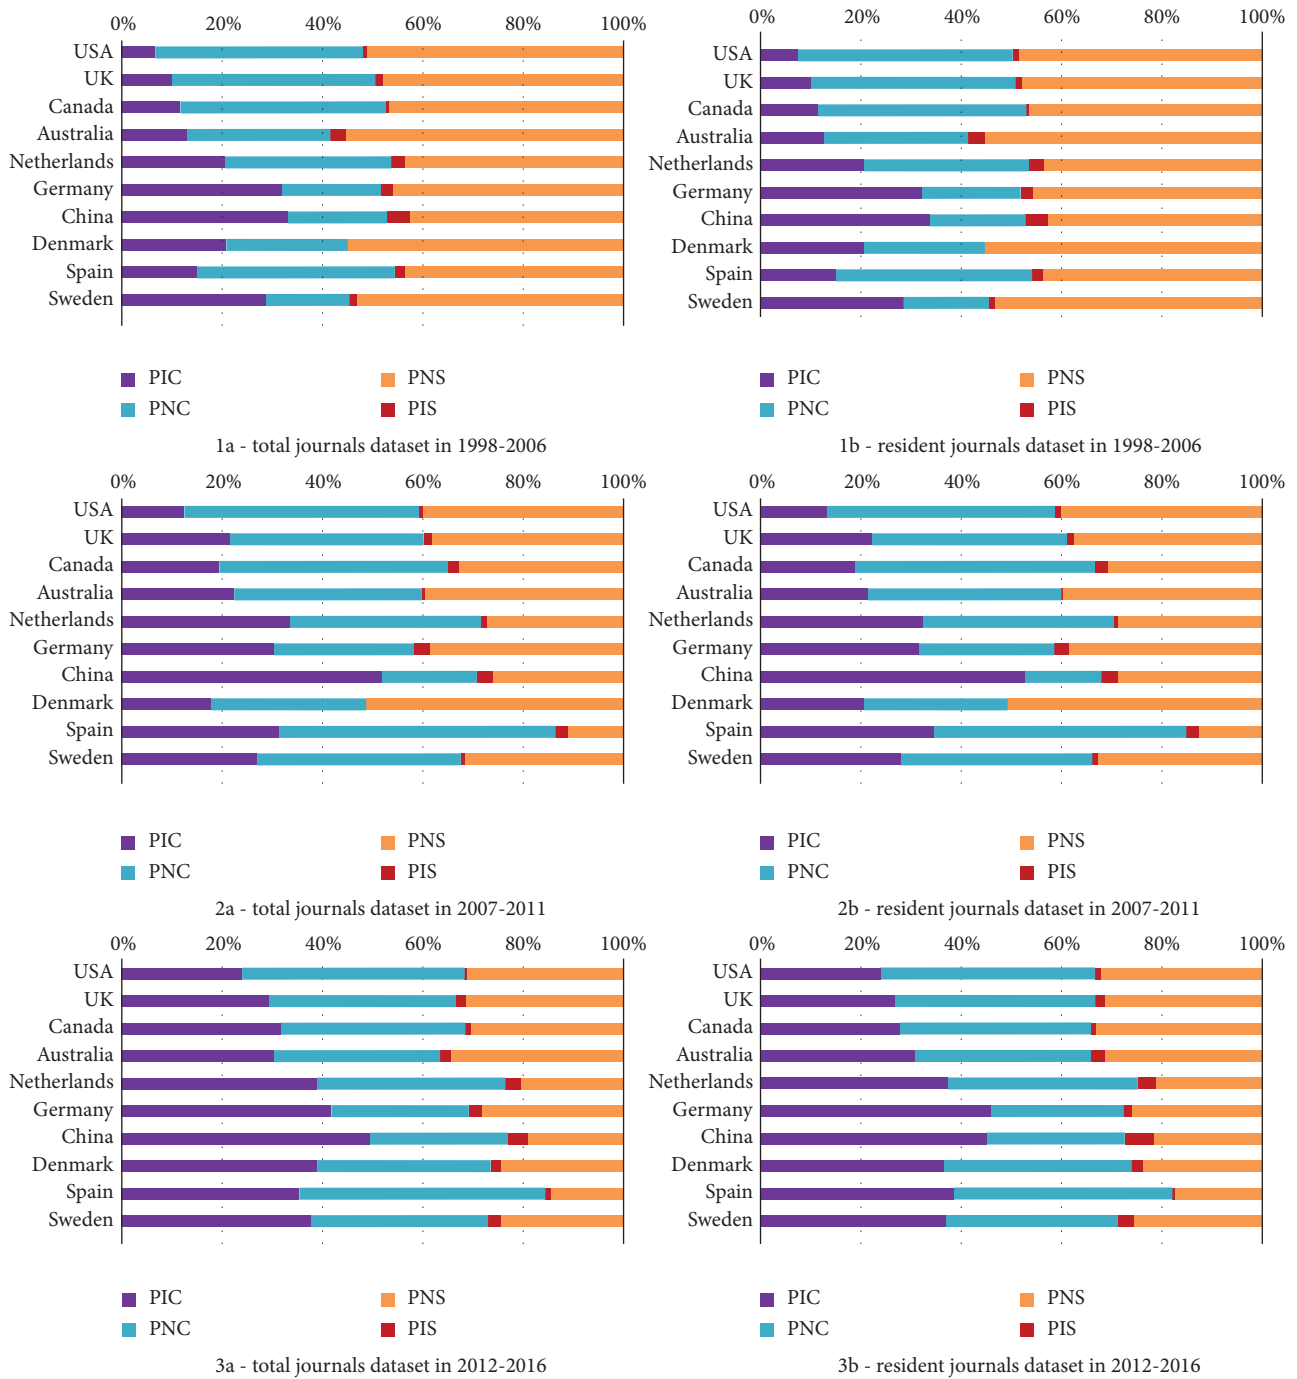 0% 20% 40% 60% 80% 100%
USA
UK
Canada
Australia
Netherlands
Germany
China
Denmark
Spain
Sweden
PIC PNS
PNC PIS
1a - total journals dataset in 1998-2006
0% 20% 40% 60% 80% 100%
USA
UK
Canada
Australia
Netherlands
Germany
China
Denmark
Spain
Sweden
PIC PNS
PNC PIS
1b - resident journals dataset in 1998-2006
0% 20% 40% 60% 80% 100%
USA
UK
Canada
Australia
Netherlands
Germany
China
Denmark
Spain
Sweden
PIC PNS
PNC PIS
2a - total journals dataset in 2007-2011
0% 20% 40% 60% 80% 100%
USA
UK
Canada
Australia
Netherlands
Germany
China
Denmark
Spain
Sweden
PIC PNS
PNC PIS
2b - resident journals dataset in 2007-2011
0% 20% 40% 60% 80% 100%
USA
UK
Canada
Australia
Netherlands
Germany
China
Denmark
Spain
Sweden
PIC PNS
PNC PIS
3a - total journals dataset in 2012-2016
0% 20% 40% 60% 80% 100%
USA
UK
Canada
Australia
Netherlands
Germany
China
Denmark
Spain
Sweden
PIC PNS
PNC PIS
3b - resident journals dataset in 2012-2016